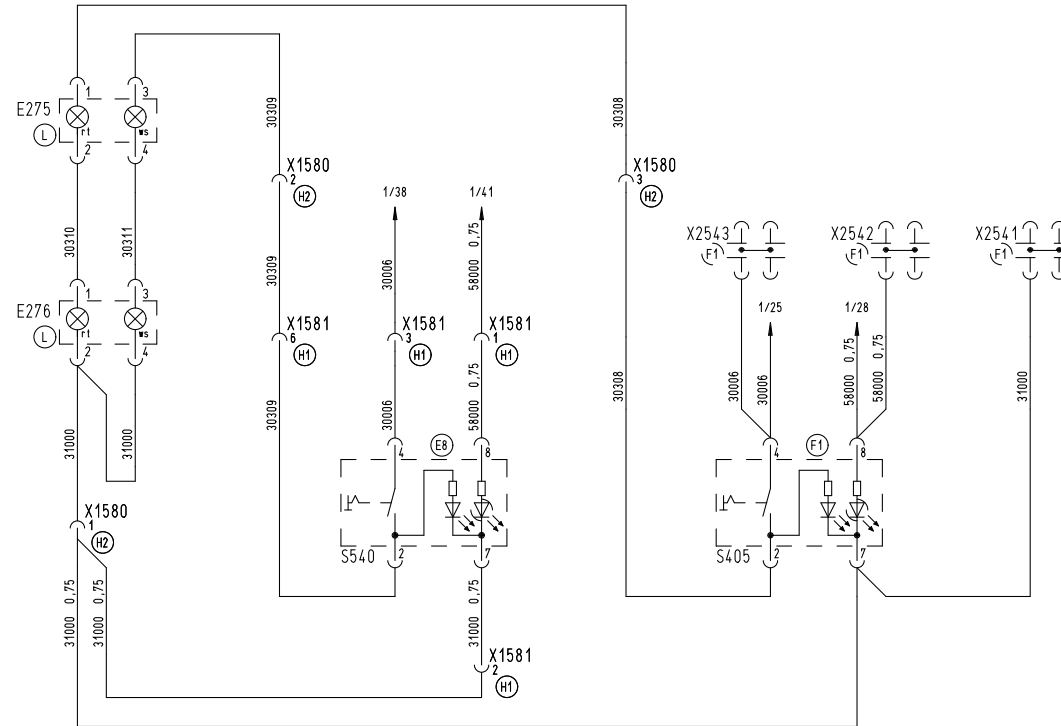 E275
L
1
3
rt
ws
2
4
30310
30311
E276
L
1
3
rt
ws
2
4
31000
31000
X1580
1
H2
31000 0,75
31000 0,75
30309
X1580
2
H2
30309
X1581
6
H1
30309
1/38
30006
X1581
3
H1
30006
1/41
58000 0,75
X1581
1
H1
58000 0,75
E8
4
8
S540
2
7
31000 0,75
X1581
2
H1
30308
X1580
3
H2
30308
X2543
F1
X2542
F1
X2541
F1
1/25
1/28
30006
30006
58000 0,75
58000 0,75
31000
F1
4
8
S405
2
7